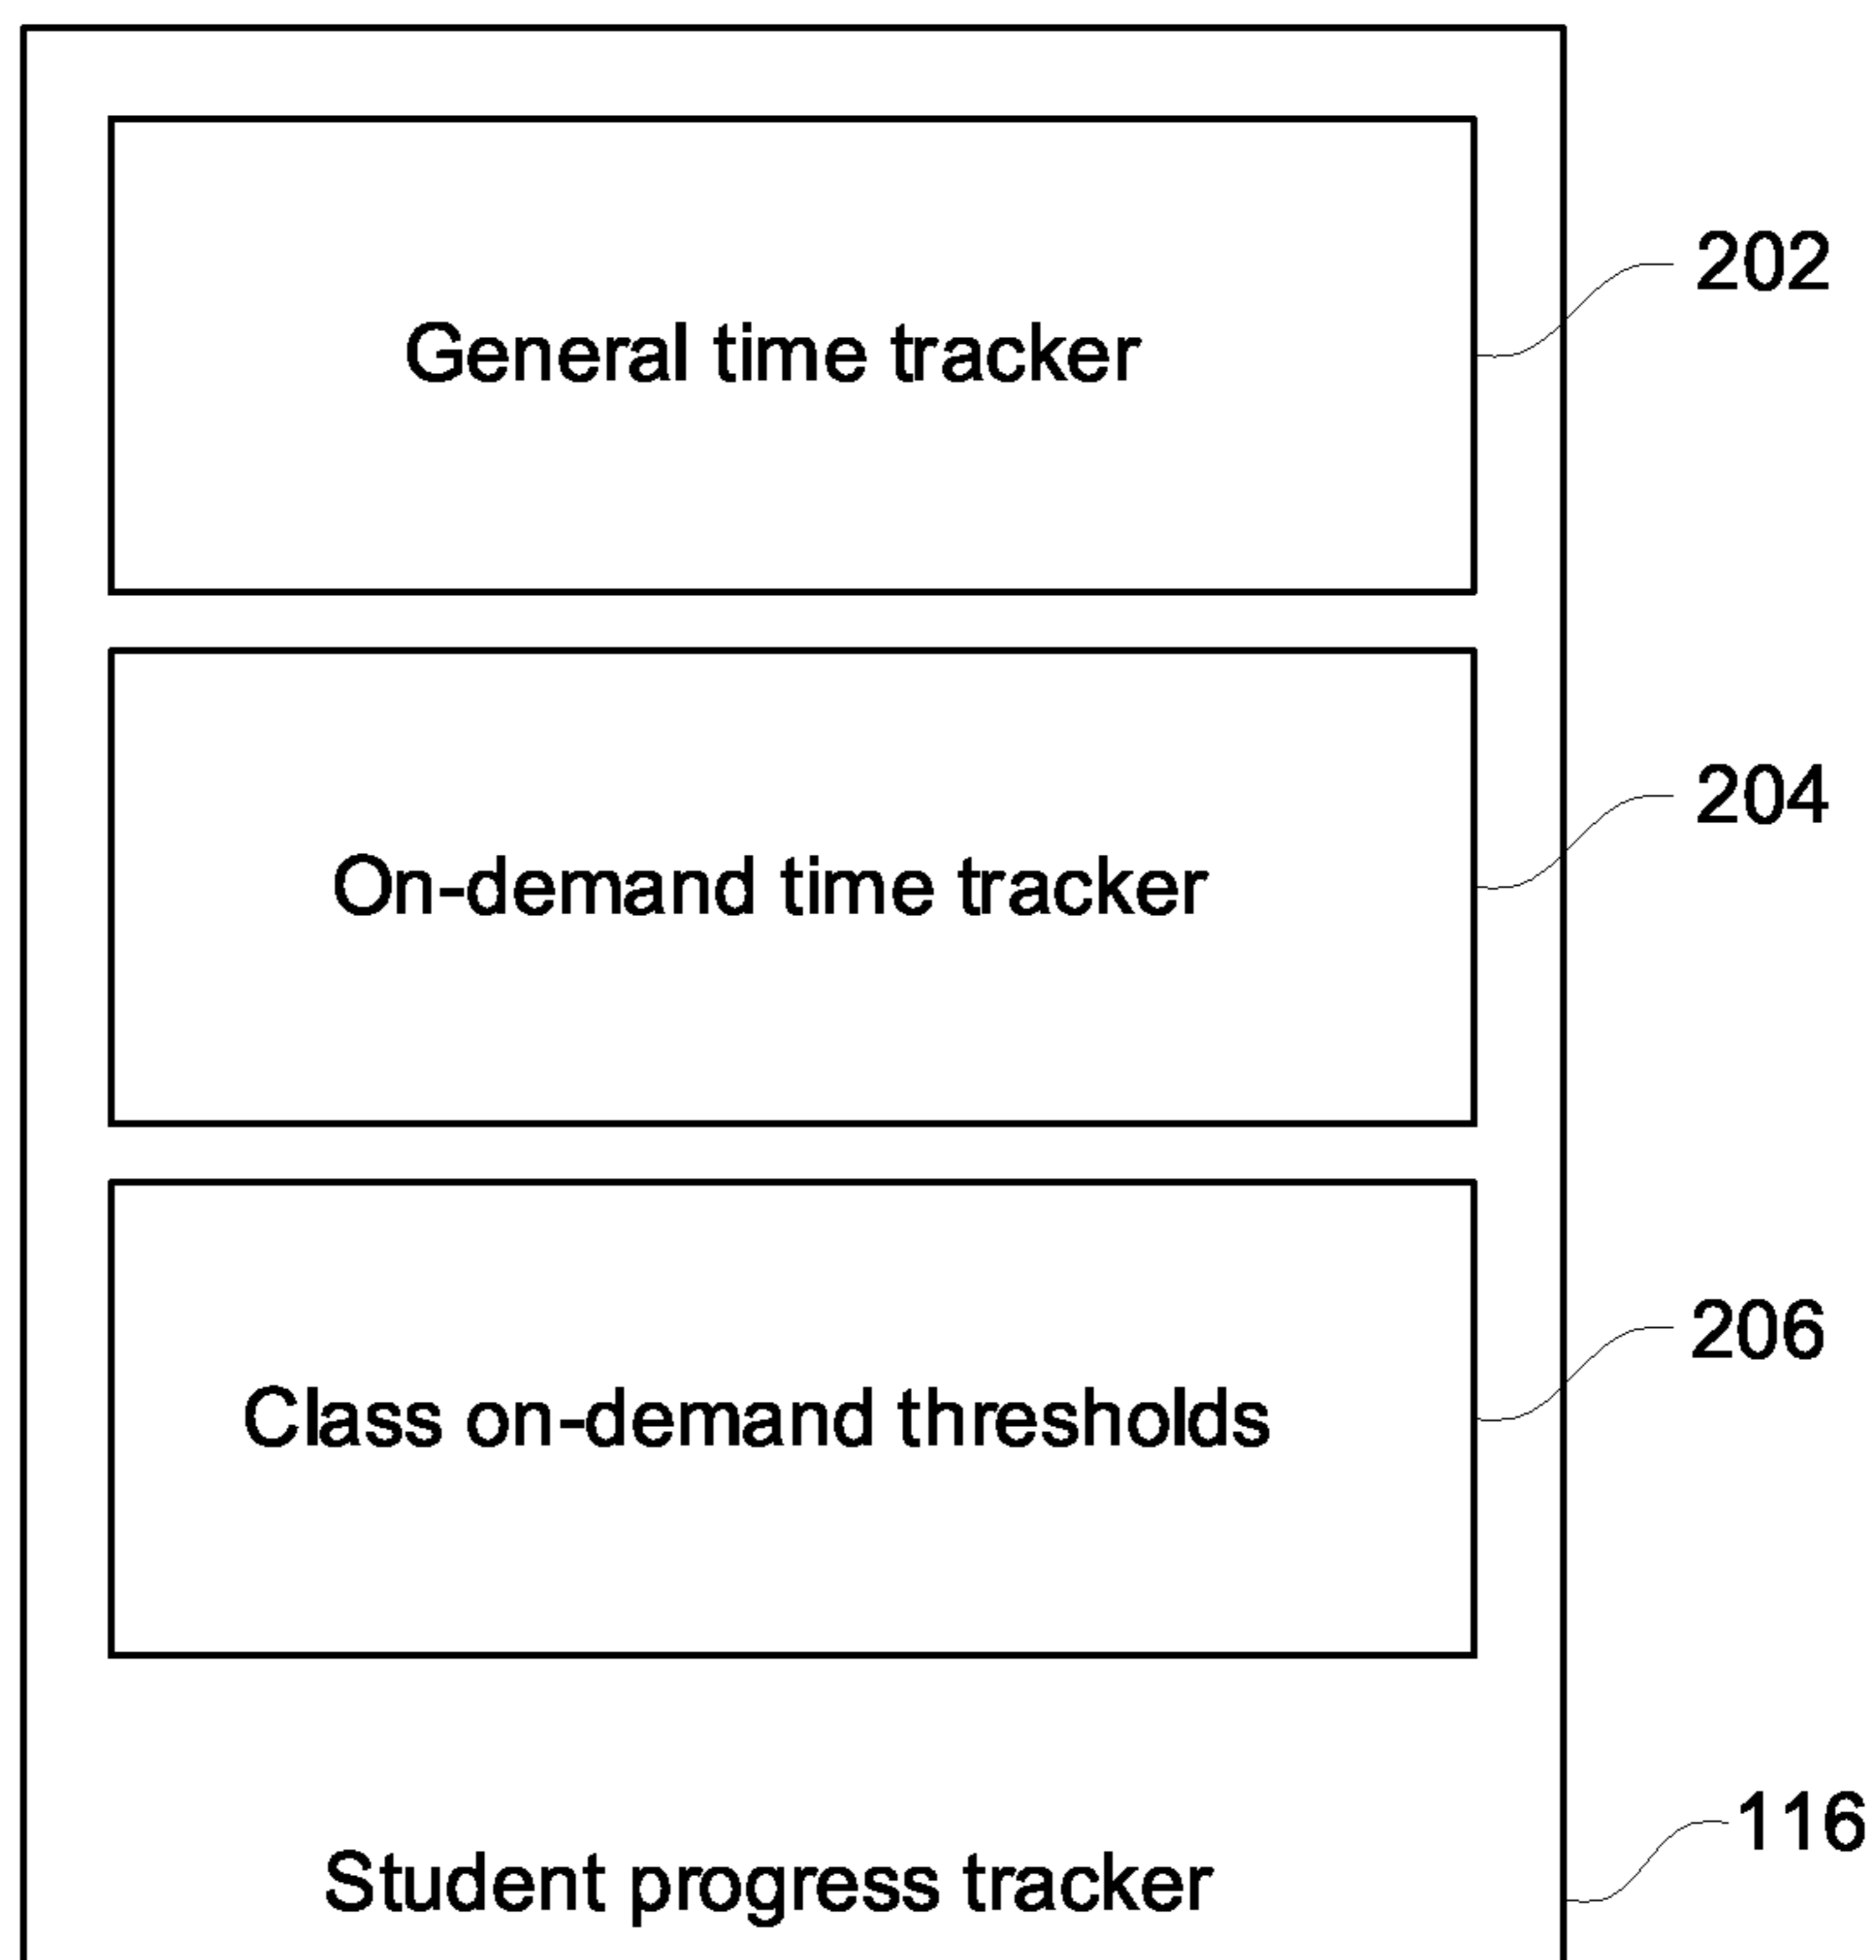 202
General time tracker
204
On-demand time tracker
206
Class on-demand thresholds
116
Student progress tracker